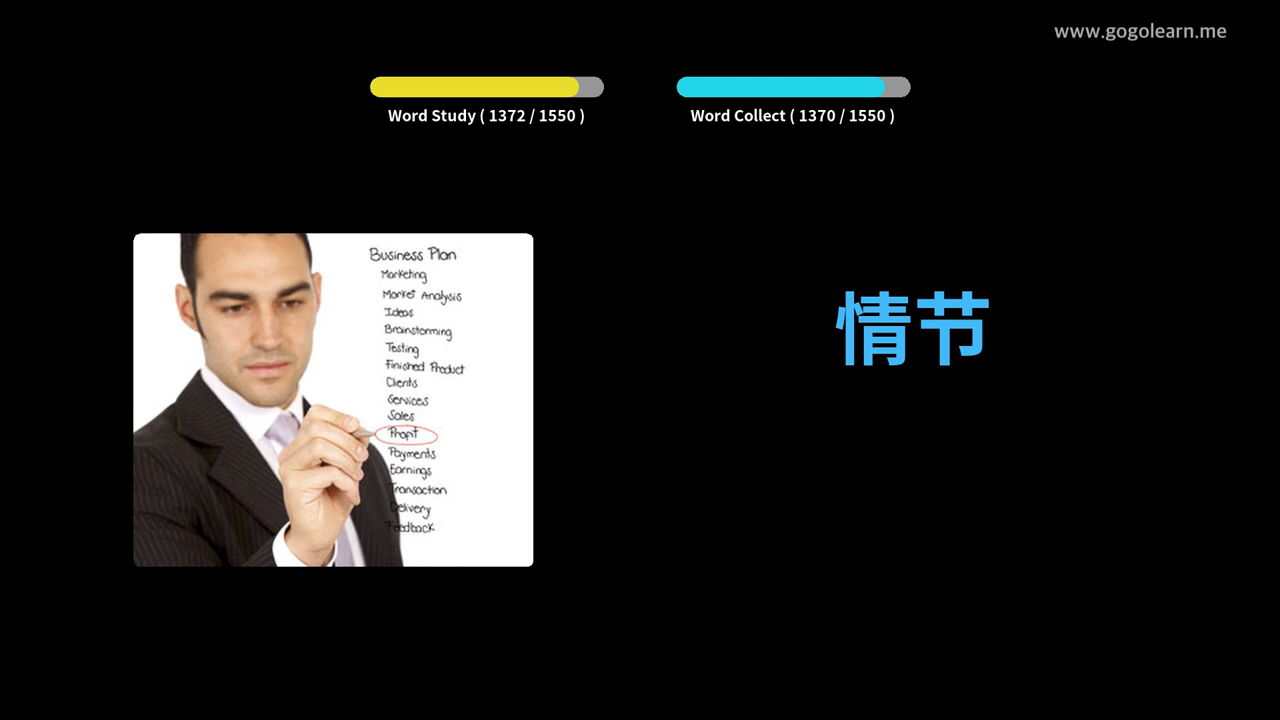 www.gogolearn.me
Word Study ( 1372 / 1550 )
Word Collect ( 1370 / 1550 )
Business Plan
Marketing
Market Analysis
Ideas
Brainstorming
Testing
Finished Product
Clients
Services
Sales
Profit
Payments
Earnings
Transaction
Delivery
Feedback
情节